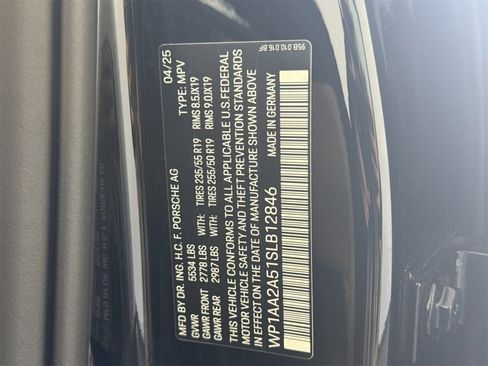 MFD BY DR. ING. H.C. F. PORSCHE AG 04/25
GVWR 5534 LBS TYPE: MPV
GAWR FRONT 2778 LBS WITH: TIRES 235/55 R19 RIMS 8.5JX19
GAWR REAR 2987 LBS WITH: TIRES 255/50 R19 RIMS 9.0JX19
THIS VEHICLE CONFORMS TO ALL APPLICABLE U.S.FEDERAL
MOTOR VEHICLE SAFETY AND THEFT PREVENTION STANDARDS
IN EFFECT ON THE DATE OF MANUFACTURE SHOWN ABOVE
WP1AA2A51SLB12846 MADE IN GERMANY
95B.010.016.BF